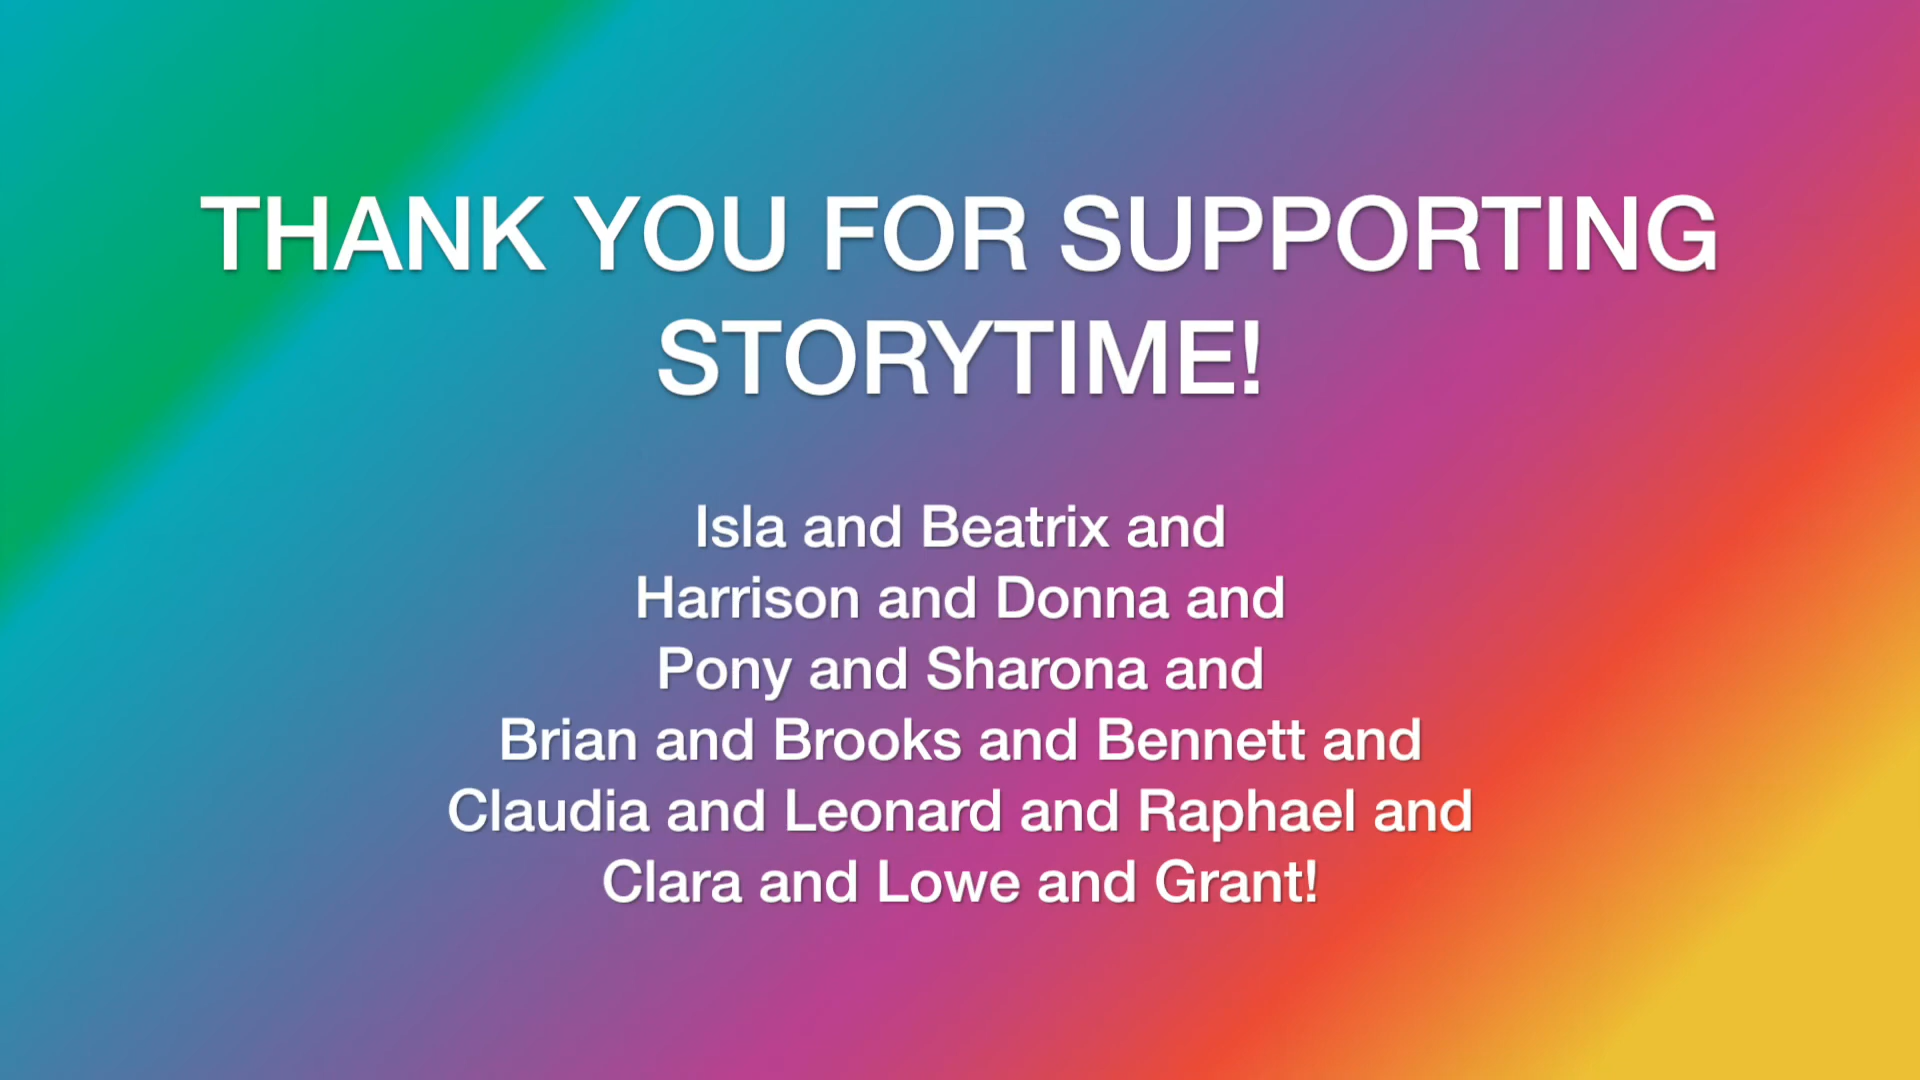 THANK YOU FOR SUPPORTING
STORYTIME!
Isla and Beatrix and
Harrison and Donna and
Pony and Sharona and
Brian and Brooks and Bennett and
Claudia and Leonard and Raphael and
Clara and Lowe and Grant!